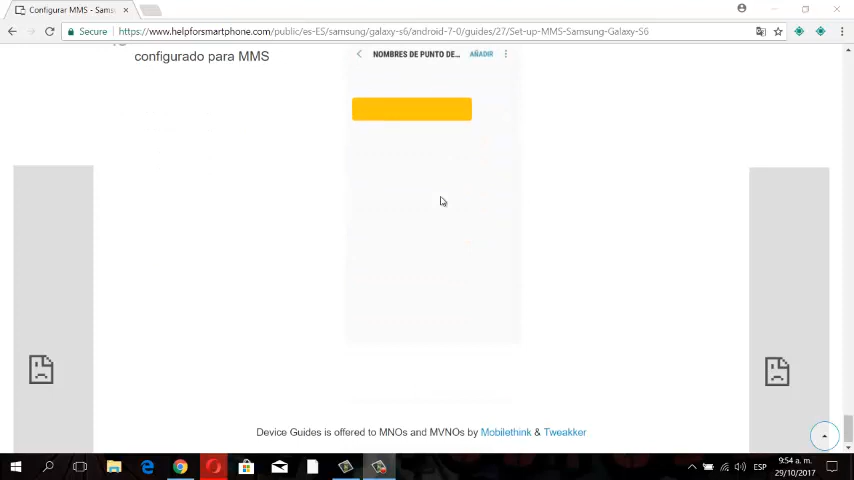 Configurar MMS - Sams
Secure
https://www.helpforsmartphone.com/public/es-ES/samsung/galaxy-s6/android-7-0/guides/27/Set-up-MMS-Samsung-Galaxy-S6
configurado para MMS
NOMBRES DE PUNTO DE...
AÑADIR
Device Guides is offered to MNOs and MVNOs by Mobilethink & Tweakker
ESP
9:54 a. m.
29/10/2017